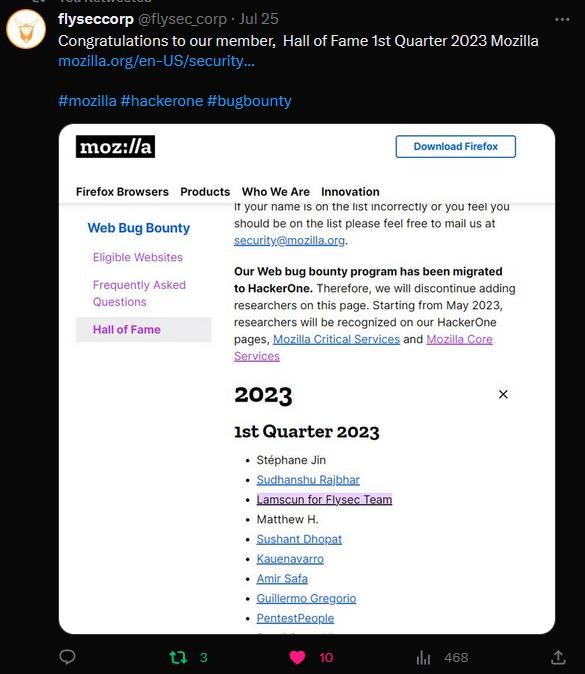 You Retweeted
flyseccorp @flysec_corp · Jul 25
Congratulations to our member, Hall of Fame 1st Quarter 2023 Mozilla
mozilla.org/en-US/security...
#mozilla #hackerone #bugbounty
moz://a
Download Firefox
Firefox Browsers Products Who We Are Innovation
If your name is on the list incorrectly or you feel you
should be on the list please feel free to mail us at
security@mozilla.org.
Web Bug Bounty
Eligible Websites
Frequently Asked
Questions
Hall of Fame
Our Web bug bounty program has been migrated
to HackerOne. Therefore, we will discontinue adding
researchers on this page. Starting from May 2023,
researchers will be recognized on our HackerOne
pages, Mozilla Critical Services and Mozilla Core
Services
2023
1st Quarter 2023
• Stéphane Jin
• Sudhanshu Rajbhar
• Lamscun for Flysec Team
• Matthew H.
• Sushant Dhopat
• Kauenavarro
• Amir Safa
• Guillermo Gregorio
• PentestPeople
3
10
468